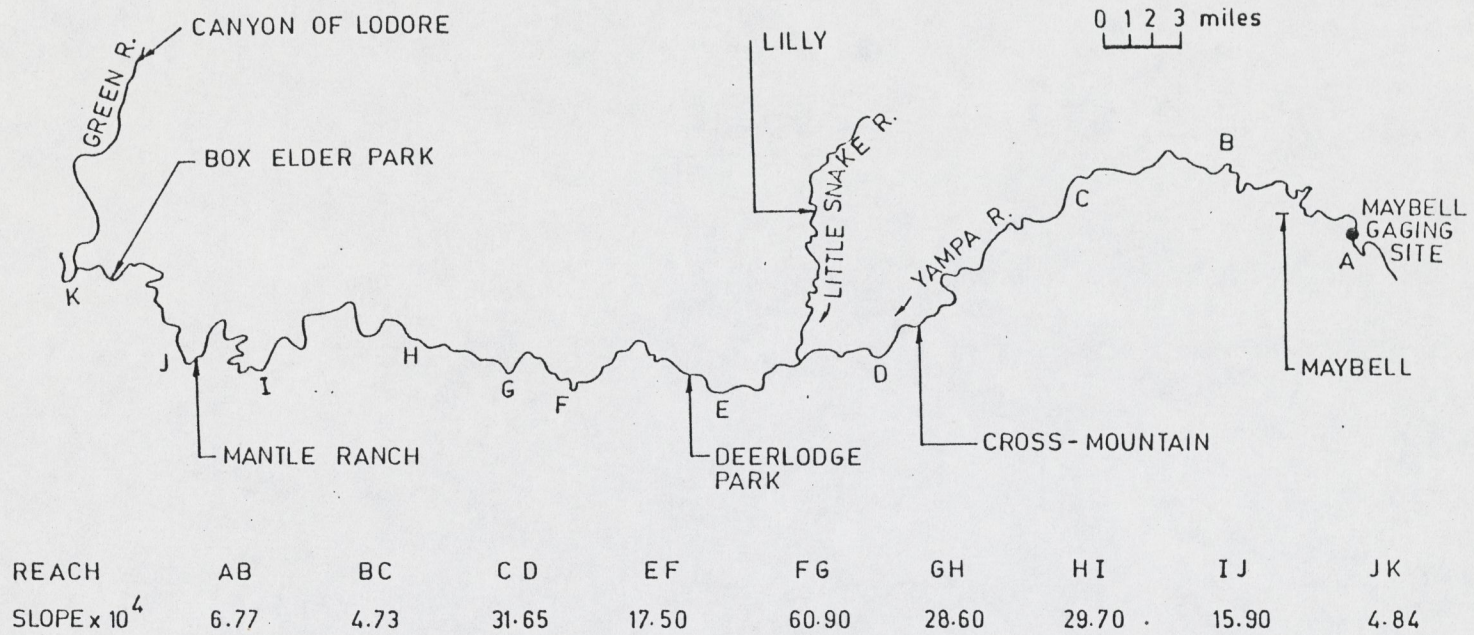 0 1 2 3 miles
CANYON OF LODORE
GREEN R.
LILLY
BOX ELDER PARK
LITTLE SNAKE R.
B
C
MAYBELL
GAGING
SITE
A
YAMPA R.
K
J
I
H
G
F
E
D
MAYBELL
MANTLE RANCH
DEERLODGE
PARK
CROSS-MOUNTAIN
REACH AB BC CD EF FG GH HI IJ JK
SLOPE x 10⁴ 6.77 4.73 31.65 17.50 60.90 28.60 29.70 15.90 4.84